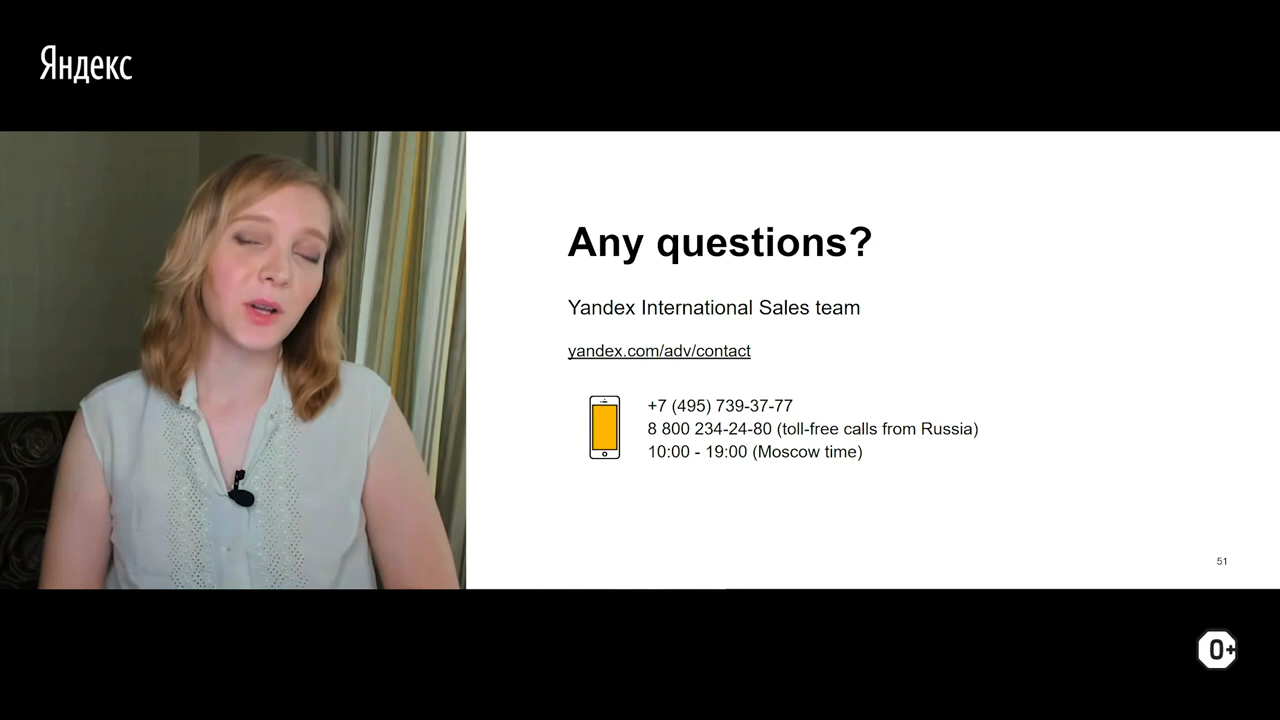 Яндекс
Any questions?
Yandex International Sales team
yandex.com/adv/contact
+7 (495) 739-37-77
8 800 234-24-80 (toll-free calls from Russia)
10:00 - 19:00 (Moscow time)
51
0+